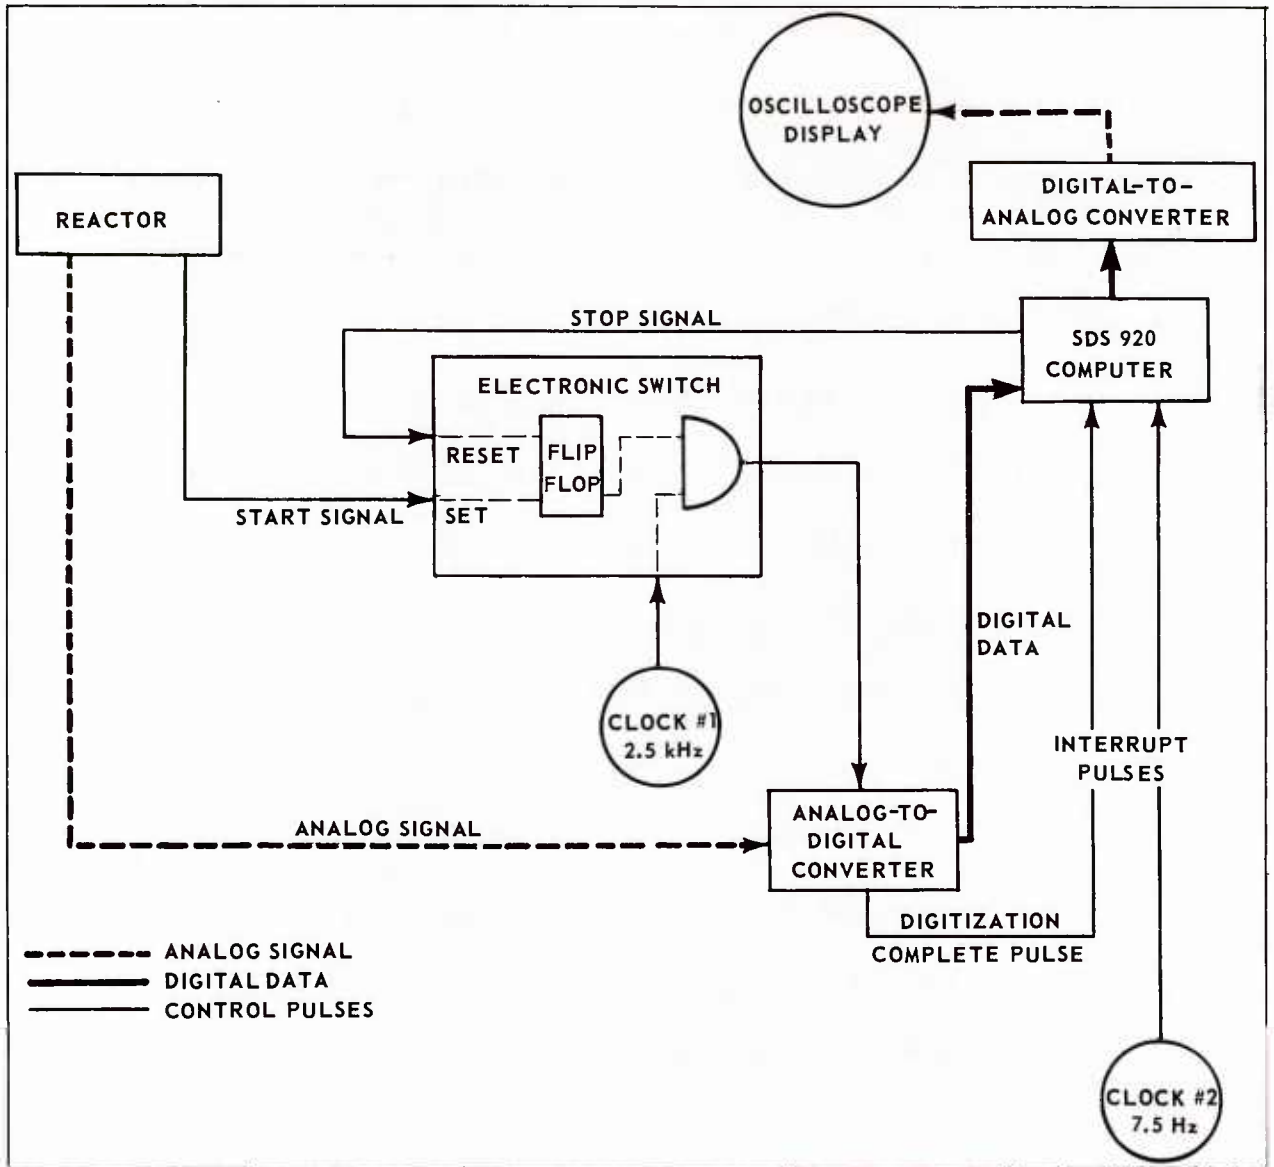 OSCILLOSCOPE
DISPLAY
DIGITAL-TO-
ANALOG CONVERTER
REACTOR
STOP SIGNAL
SDS 920
COMPUTER
ELECTRONIC SWITCH
RESET
FLIP
FLOP
START SIGNAL
SET
DIGITAL
DATA
CLOCK #1
2.5 kHz
INTERRUPT
PULSES
ANALOG SIGNAL
ANALOG-TO-
DIGITAL
CONVERTER
DIGITIZATION
COMPLETE PULSE
ANALOG SIGNAL
DIGITAL DATA
CONTROL PULSES
CLOCK #2
7.5 Hz